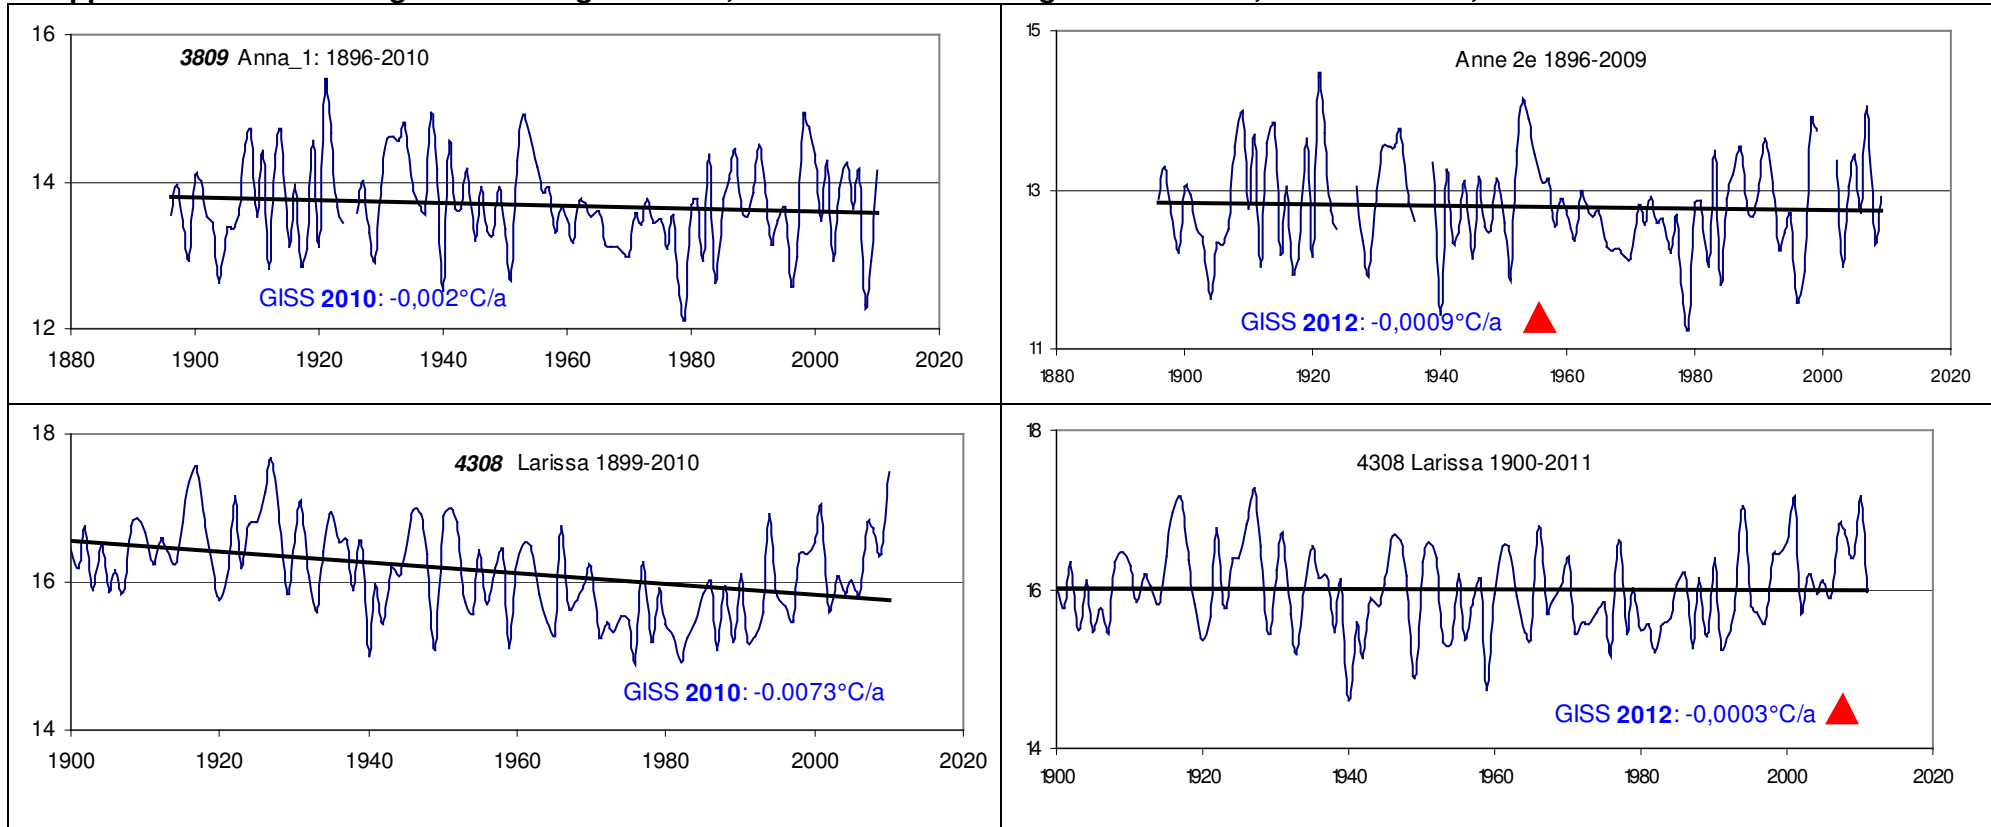 16
3809 Anna_1: 1896-2010
14
GISS 2010: -0,002°C/a
12
1880 1900 1920 1940 1960 1980 2000 2020
15
Anne 2e 1896-2009
13
GISS 2012: -0,0009°C/a
11
1880 1900 1920 1940 1960 1980 2000 2020
18
4308 Larissa 1899-2010
16
GISS 2010: -0.0073°C/a
14
1900 1920 1940 1960 1980 2000 2020
18
4308 Larissa 1900-2011
16
GISS 2012: -0,0003°C/a
14
1900 1920 1940 1960 1980 2000 2020